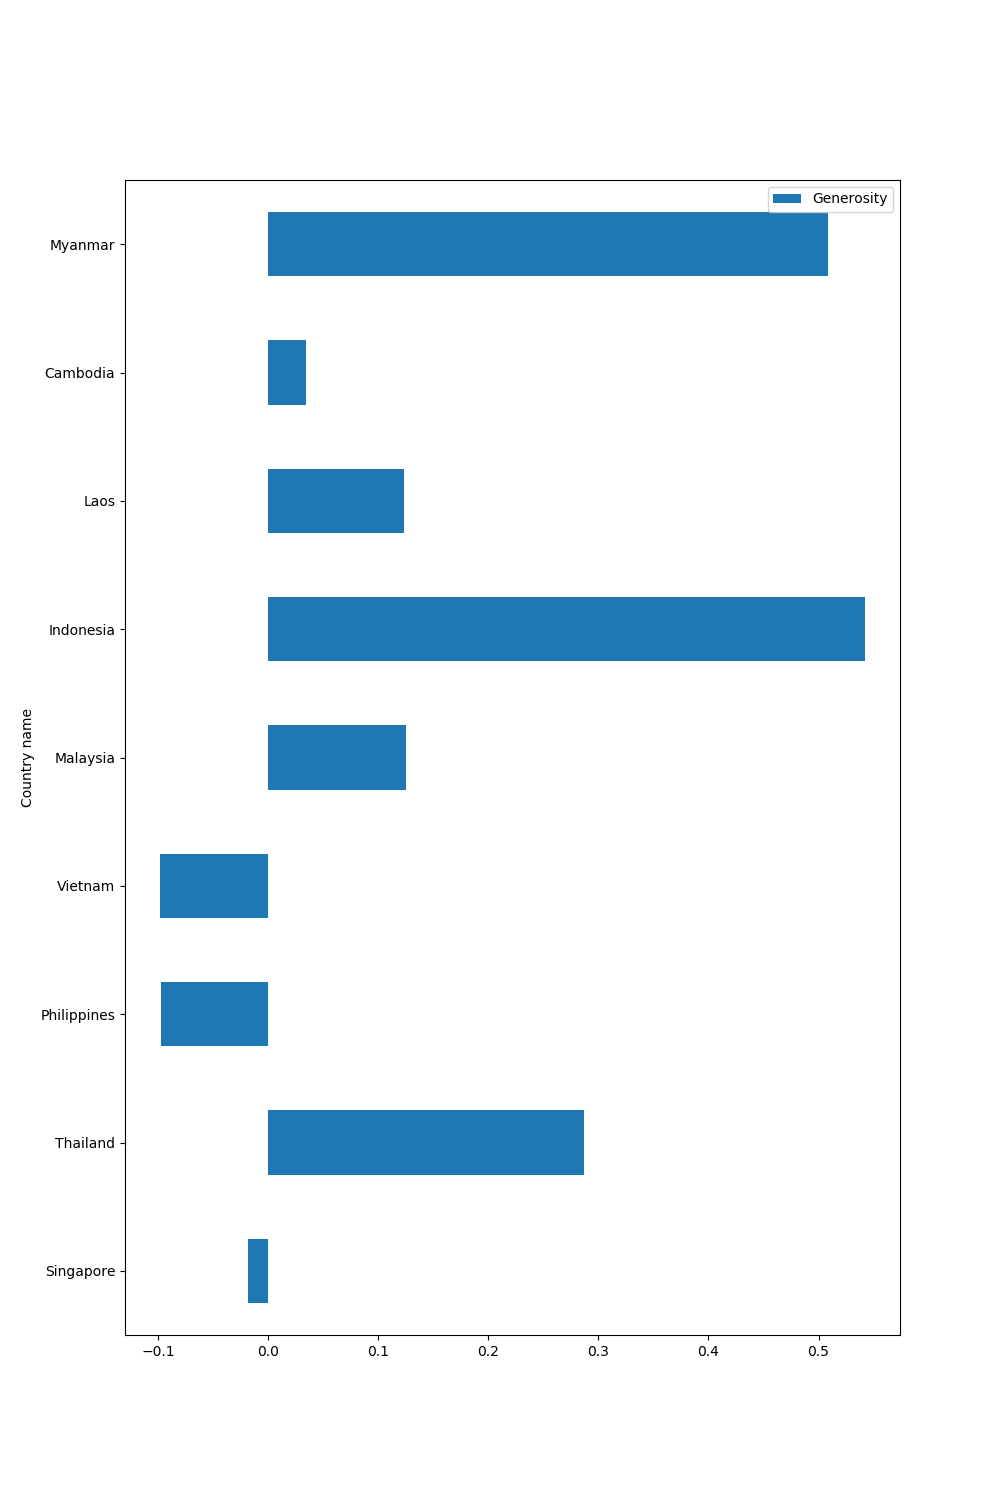 Generosity
Myanmar
Cambodia
Laos
Indonesia
Malaysia
Vietnam
Philippines
Thailand
Singapore
Country name
−0.1 0.0 0.1 0.2 0.3 0.4 0.5